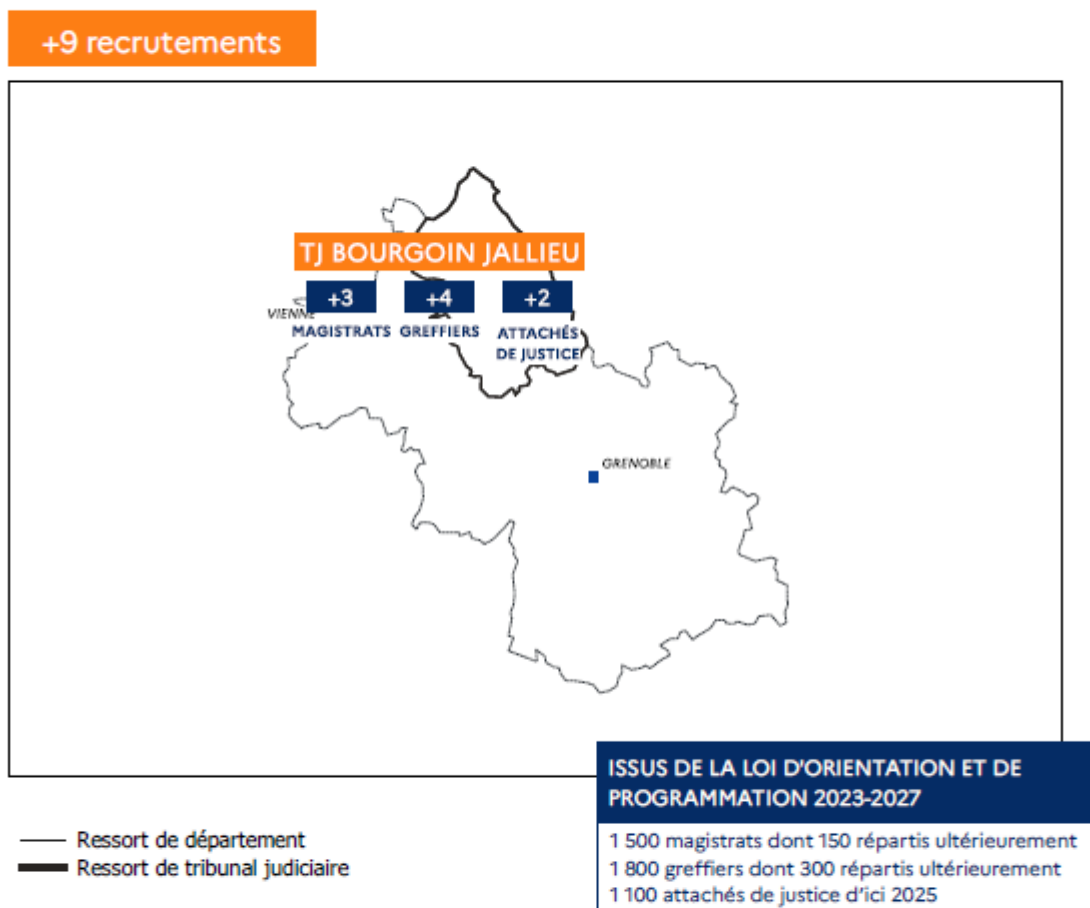 +9 recrutements
TJ BOURGOIN JALLIEU
+3
+4
+2
VIENNE
MAGISTRATS
GREFFIERS
ATTACHÉS
DE JUSTICE
GRENOBLE
ISSUS DE LA LOI D'ORIENTATION ET DE
PROGRAMMATION 2023-2027
1 500 magistrats dont 150 répartis ultérieurement
1 800 greffiers dont 300 répartis ultérieurement
1 100 attachés de justice d'ici 2025
Ressort de département
Ressort de tribunal judiciaire